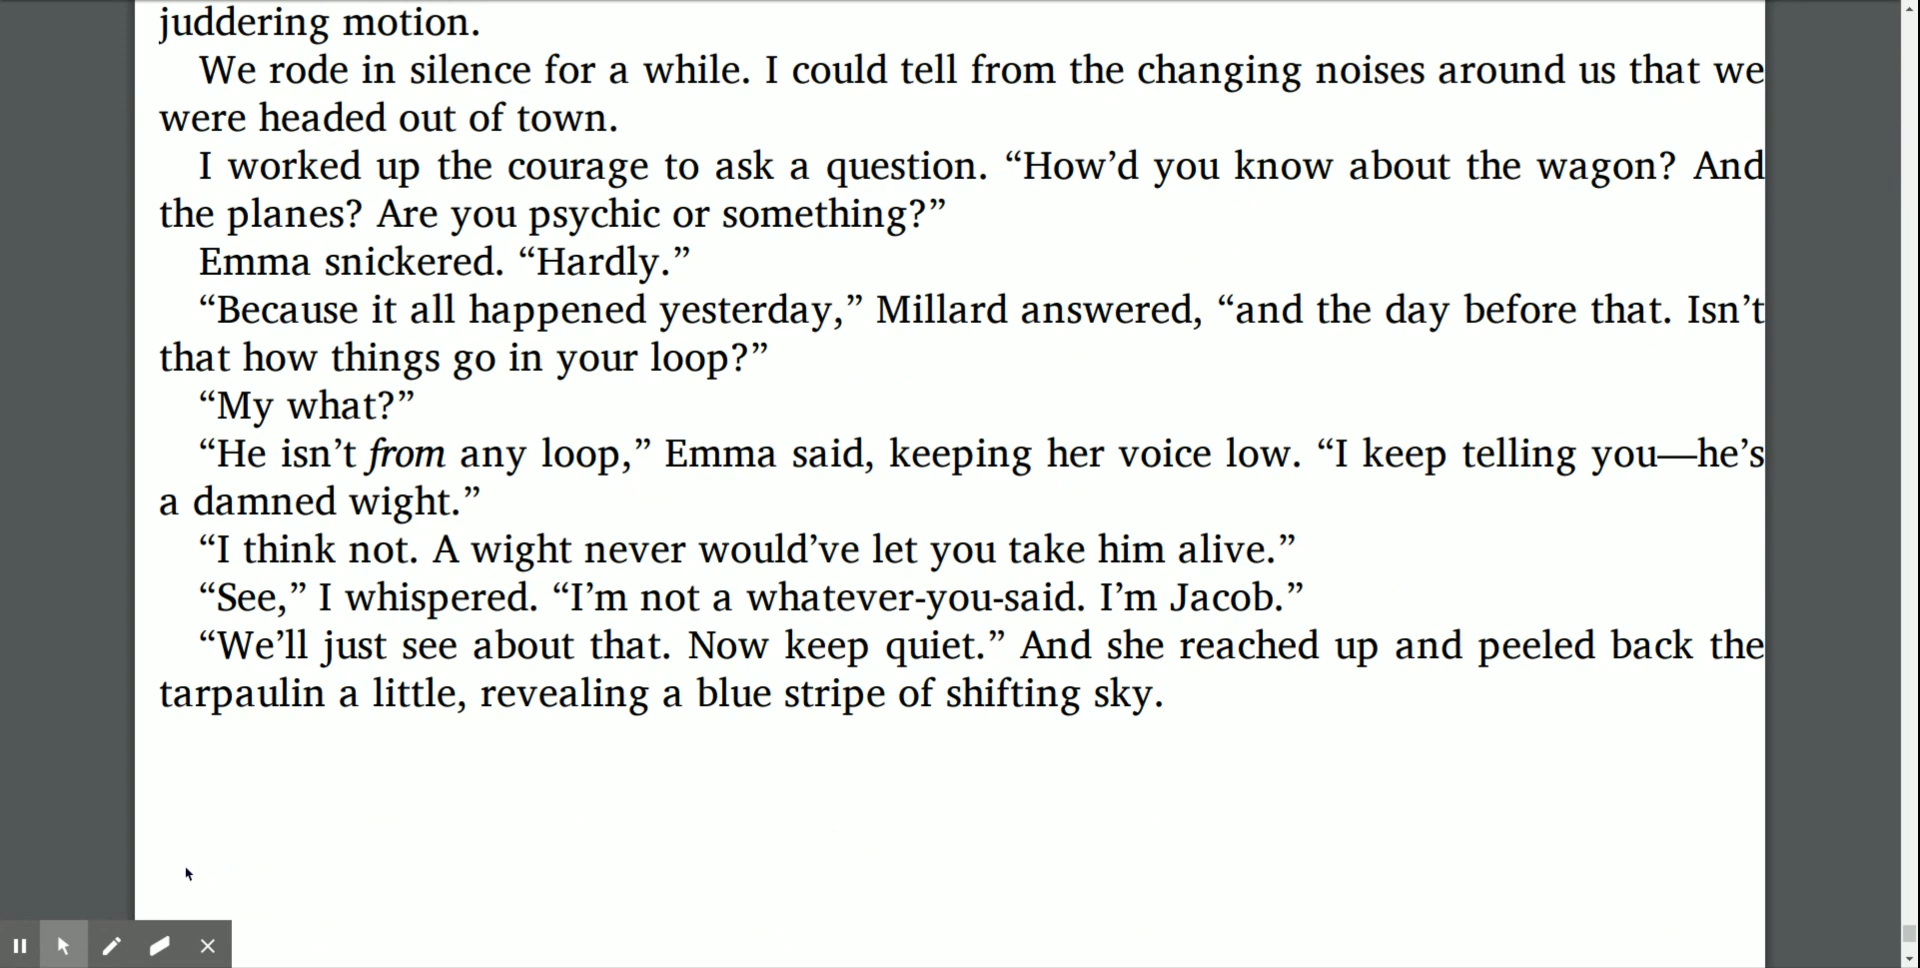 juddering motion.
We rode in silence for a while. I could tell from the changing noises around us that we
were headed out of town.
I worked up the courage to ask a question. “How’d you know about the wagon? And
the planes? Are you psychic or something?”
Emma snickered. “Hardly.”
“Because it all happened yesterday,” Millard answered, “and the day before that. Isn’t
that how things go in your loop?”
“My what?”
“He isn’t from any loop,” Emma said, keeping her voice low. “I keep telling you—he’s
a damned wight.”
“I think not. A wight never would’ve let you take him alive.”
“See,” I whispered. “I’m not a whatever-you-said. I’m Jacob.”
“We’ll just see about that. Now keep quiet.” And she reached up and peeled back the
tarpaulin a little, revealing a blue stripe of shifting sky.